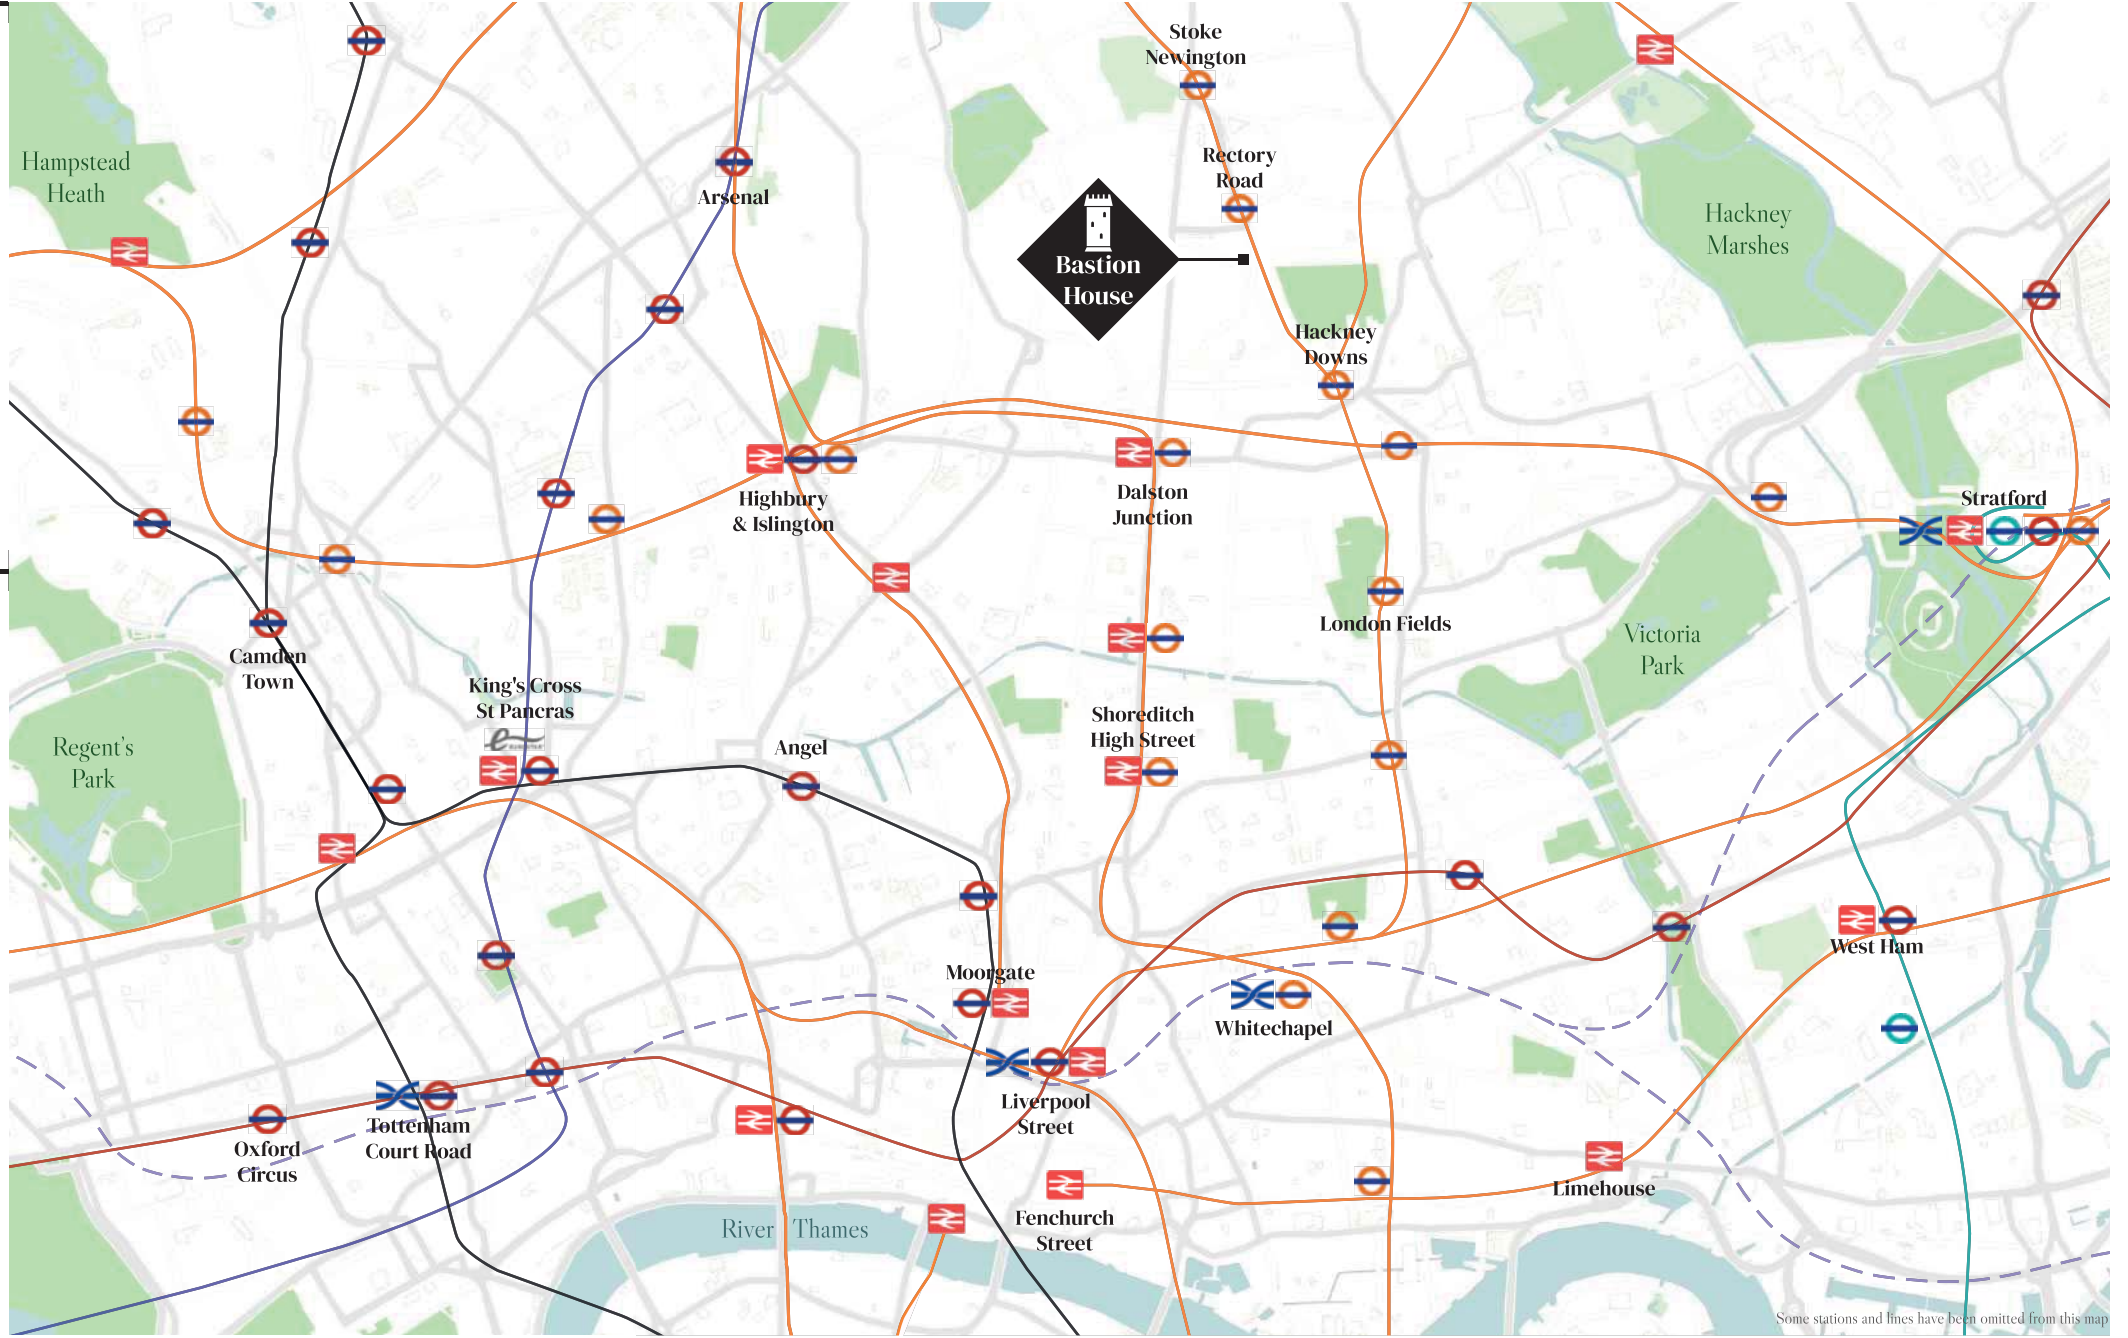 Stoke
Newington
Hampstead
Heath
Rectory
Road
Arsenal
Hackney
Marshes
Bastion
House
Hackney
Downs
Highbury
& Islington
Dalston
Junction
Stratford
London Fields
Victoria
Park
Camden
Town
King's Cross
St Pancras
Regent's
Park
Angel
Shoreditch
High Street
West Ham
Moorgate
Whitechapel
Liverpool
Street
Tottenham
Court Road
Oxford
Circus
Limehouse
Fenchurch
Street
River Thames
Some stations and lines have been omitted from this map